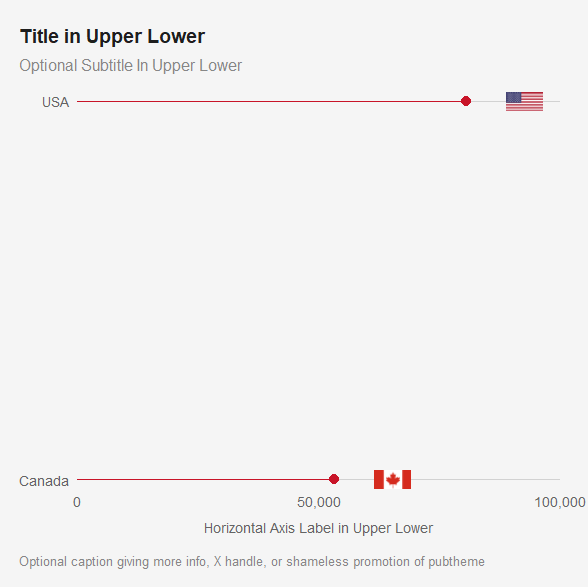 Title in Upper Lower
Optional Subtitle In Upper Lower
USA
Canada
0 50,000 100,000
Horizontal Axis Label in Upper Lower
Optional caption giving more info, X handle, or shameless promotion of pubtheme